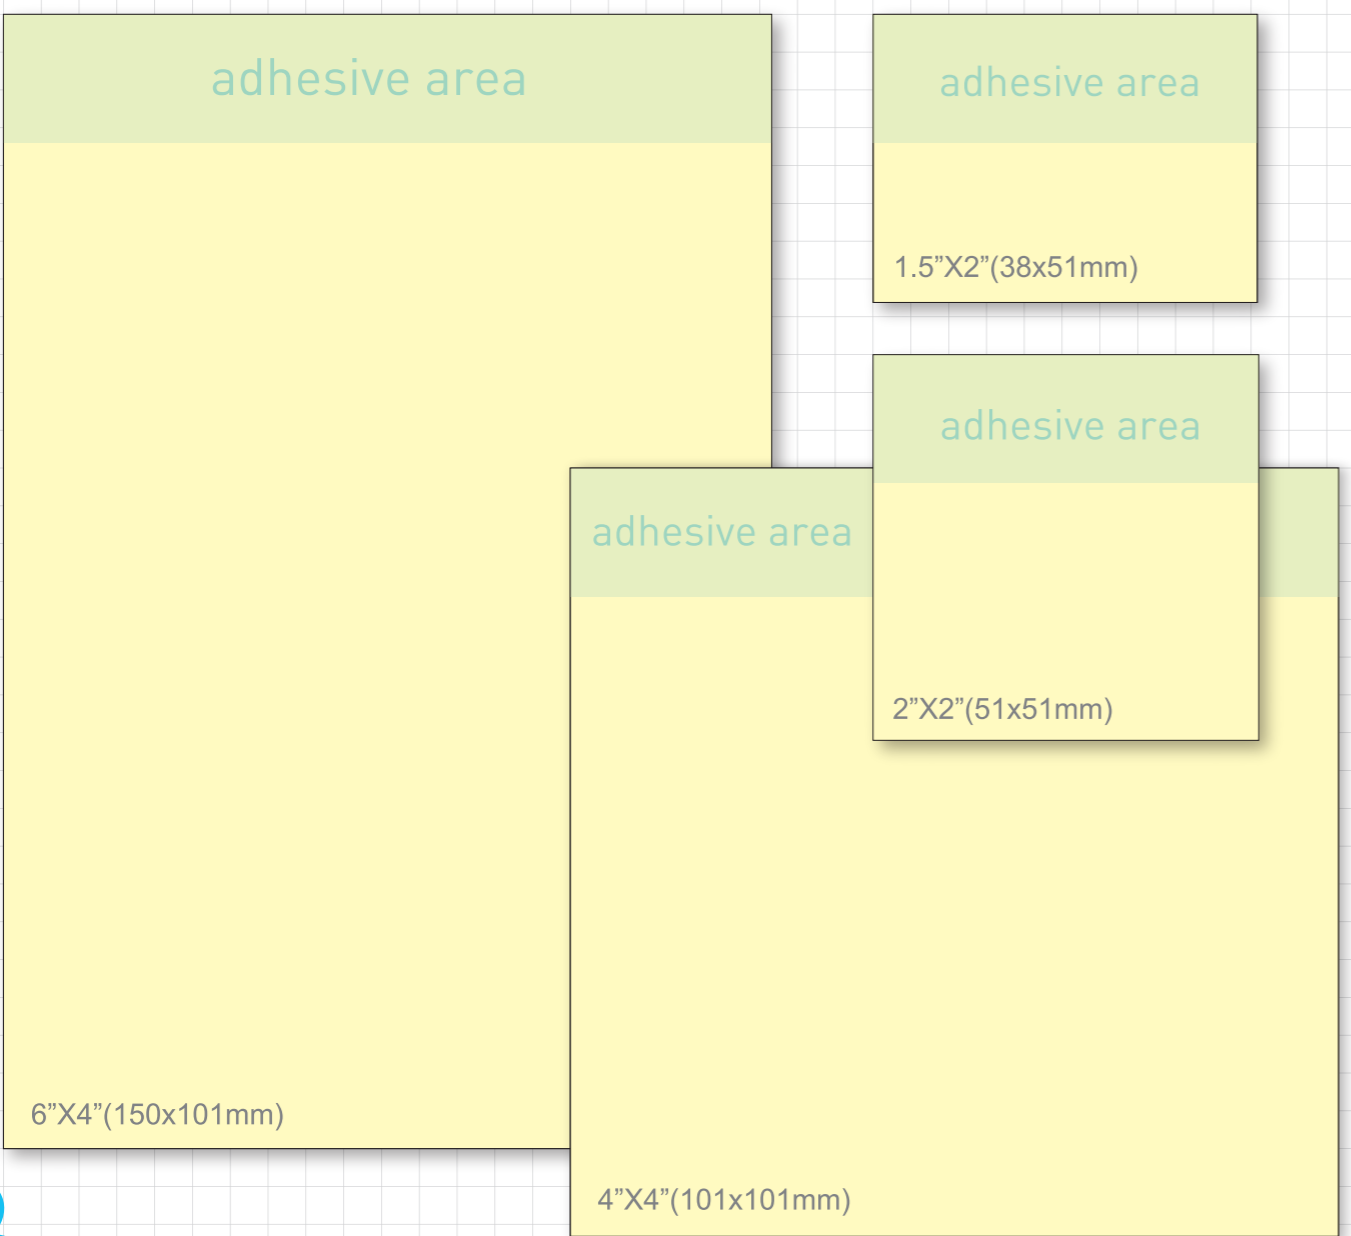 adhesive area
adhesive area
1.5”X2”(38x51mm)
adhesive area
adhesive area
2”X2”(51x51mm)
6”X4”(150x101mm)
4”X4”(101x101mm)